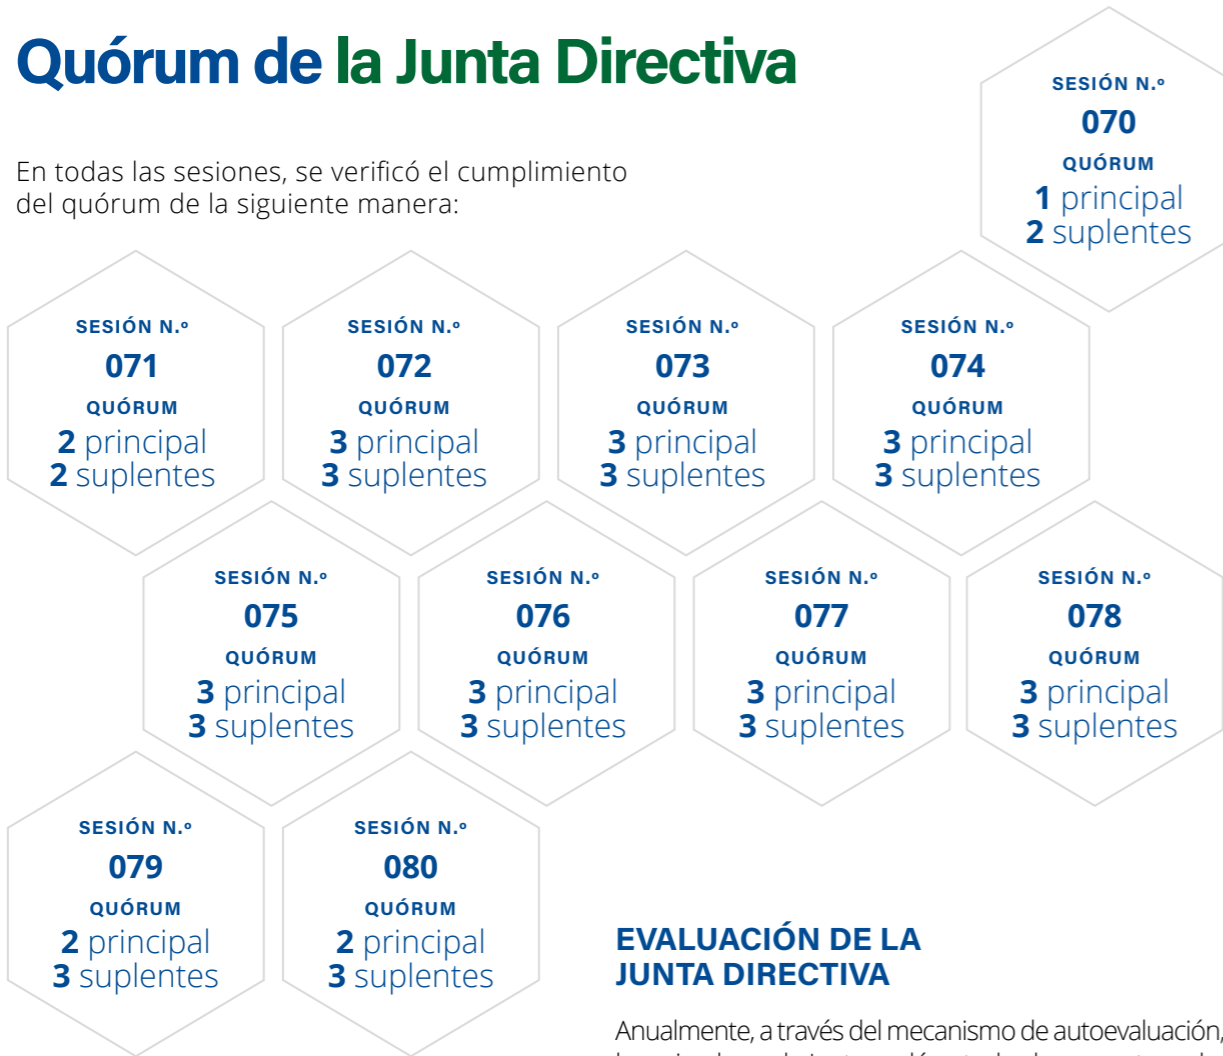 Quórum de la Junta Directiva
En todas las sesiones, se verificó el cumplimiento
del quórum de la siguiente manera:
SESIÓN N.º
070
QUÓRUM
1 principal
2 suplentes
SESIÓN N.º
071
QUÓRUM
2 principal
2 suplentes
SESIÓN N.º
072
QUÓRUM
3 principal
3 suplentes
SESIÓN N.º
073
QUÓRUM
3 principal
3 suplentes
SESIÓN N.º
074
QUÓRUM
3 principal
3 suplentes
SESIÓN N.º
075
QUÓRUM
3 principal
3 suplentes
SESIÓN N.º
076
QUÓRUM
3 principal
3 suplentes
SESIÓN N.º
077
QUÓRUM
3 principal
3 suplentes
SESIÓN N.º
078
QUÓRUM
3 principal
3 suplentes
SESIÓN N.º
079
QUÓRUM
2 principal
3 suplentes
SESIÓN N.º
080
QUÓRUM
2 principal
3 suplentes
EVALUACIÓN DE LA
JUNTA DIRECTIVA
Anualmente, a través del mecanismo de autoevaluación,